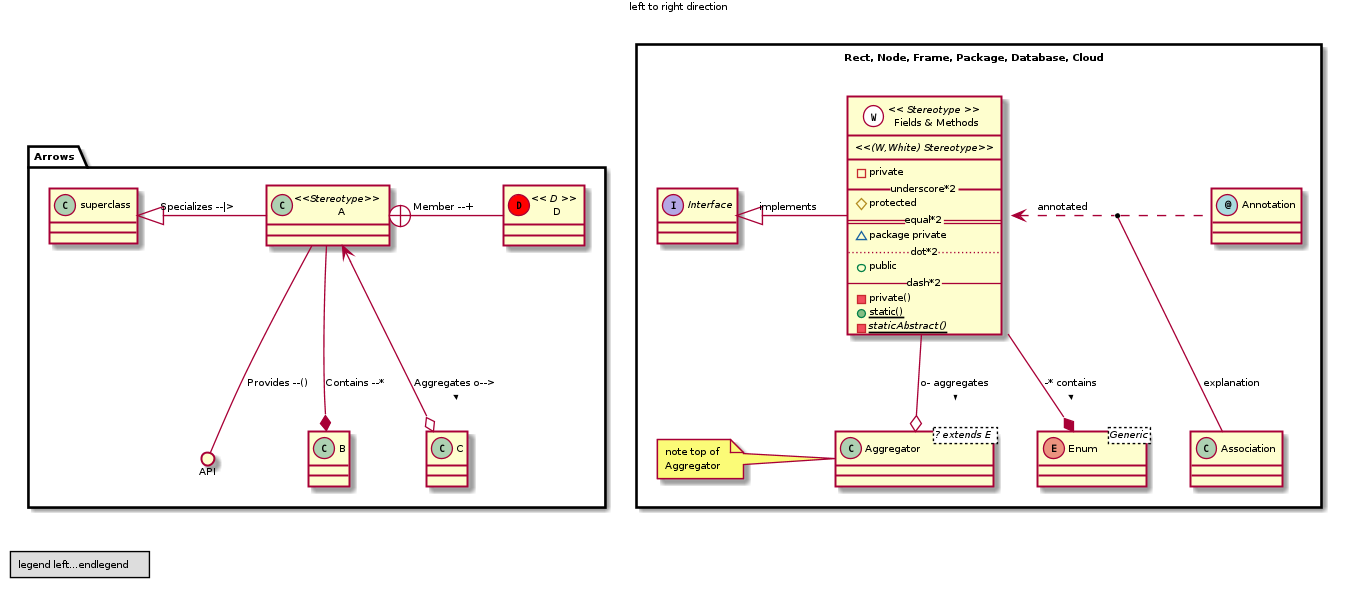 left to right direction
Arrows
C superclass
Specializes --|>
C <<Stereotype>>
A
Member --+
D << D >>
D
Provides --()
Contains --*
Aggregates o-->
▼
API
C B
C C
Rect, Node, Frame, Package, Database, Cloud
I Interface
implements
W << Stereotype >>
Fields & Methods
<<(W,White) Stereotype>>
private
underscore*2
protected
equal*2
package private
dot*2
public
dash*2
private()
static()
staticAbstract()
annotated
@ Annotation
o- aggregates
▼
-* contains
▼
explanation
note top of
Aggregator
C Aggregator
? extends E
E Enum
Generic
C Association
legend left...endlegend